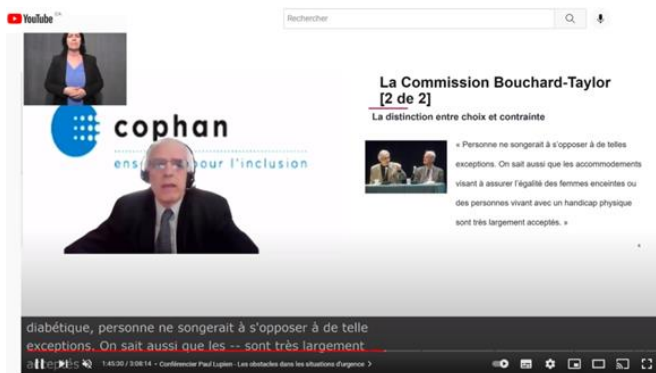 YouTube CA
Rechercher
cophan
ensemble pour l'inclusion
La Commission Bouchard-Taylor
[2 de 2]
La distinction entre choix et contrainte
« Personne ne songerait à s'opposer à de telles
exceptions. On sait aussi que les accommodements
visant à assurer l'égalité des femmes enceintes ou
des personnes vivant avec un handicap physique
sont très largement acceptés. »
diabétique, personne ne songerait à s'opposer à de telle
exceptions. On sait aussi que les -- sont très largement
acceptés
1:45:30 / 3:08:14 • Conférencier Paul Lupien - Les obstacles dans les situations d'urgence >